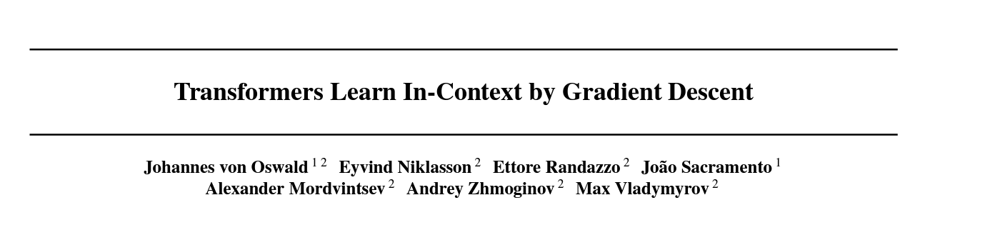 Transformers Learn In-Context by Gradient Descent
Johannes von Oswald 1 2 Eyvind Niklasson 2 Ettore Randazzo 2 João Sacramento 1
Alexander Mordvintsev 2 Andrey Zhmoginov 2 Max Vladymyrov 2